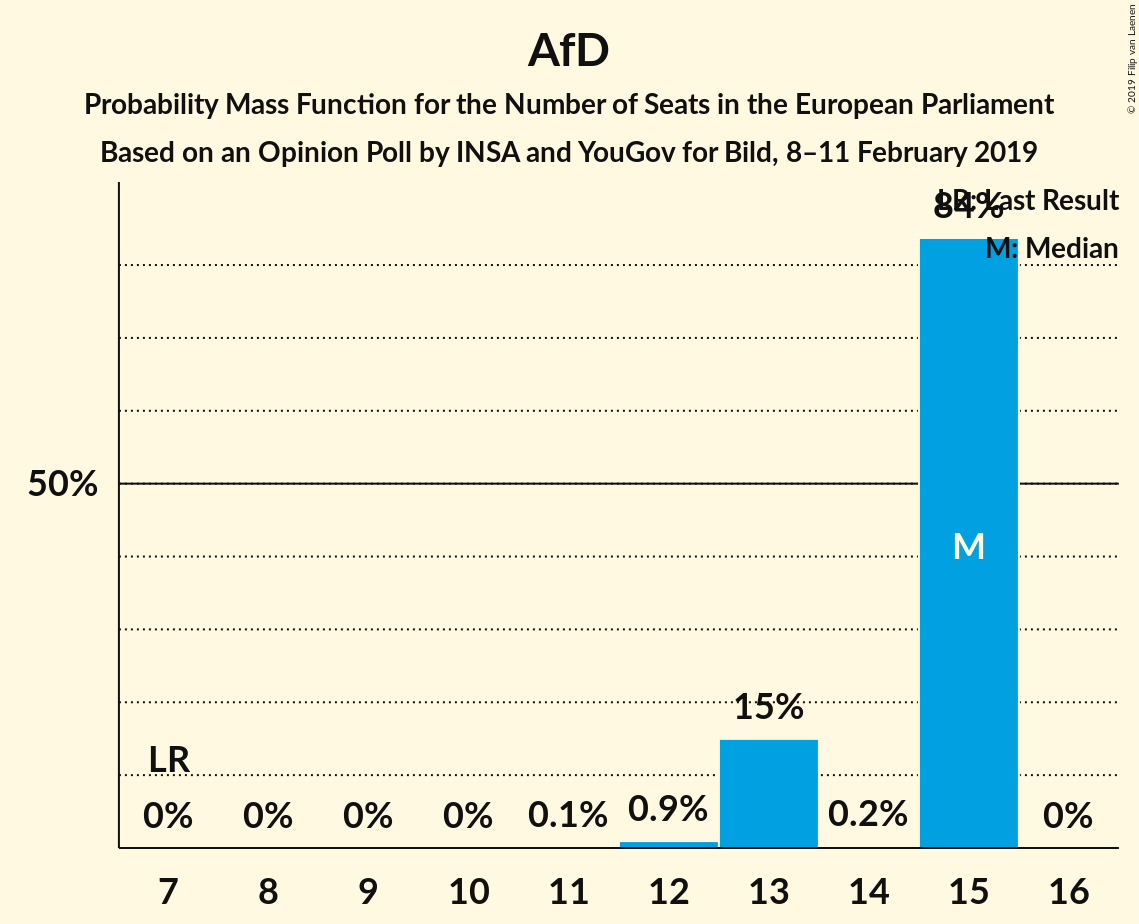 AfD
Probability Mass Function for the Number of Seats in the European Parliament
Based on an Opinion Poll by INSA and YouGov for Bild, 8–11 February 2019
© 2019 Filip van Laenen
LR: Last Result
M: Median
84%
50%
M
15%
LR
0% 0% 0% 0% 0.1% 0.9% 0.2% 0%
7 8 9 10 11 12 13 14 15 16